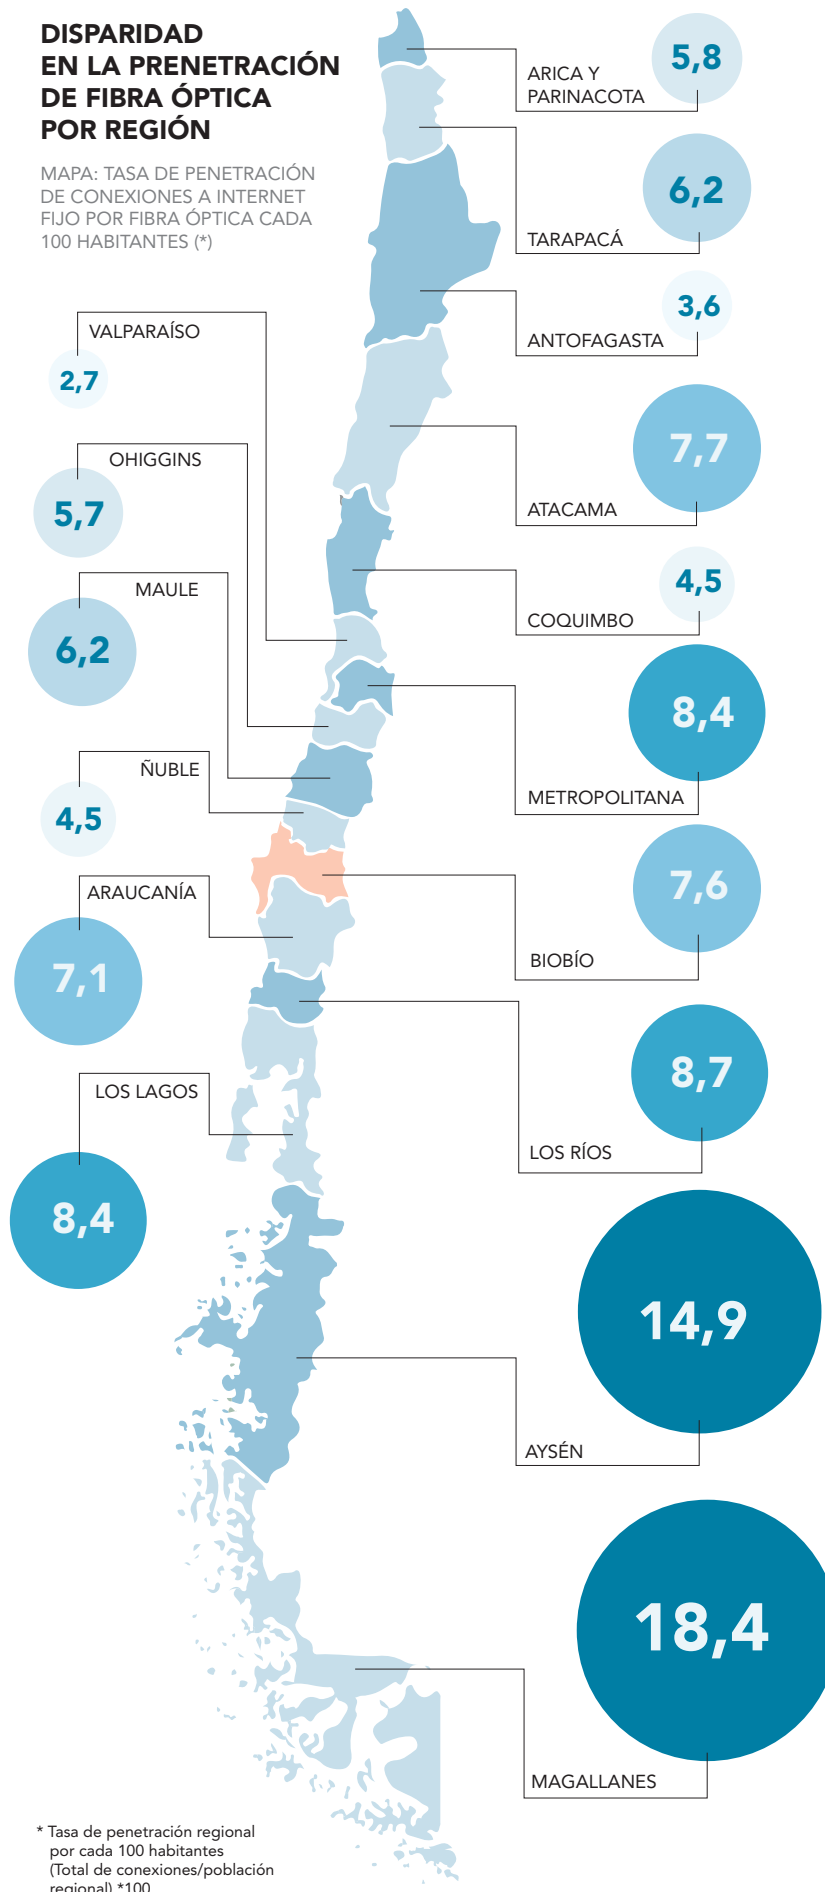 DISPARIDAD
EN LA PRENETRACIÓN
DE FIBRA ÓPTICA
POR REGIÓN
MAPA: TASA DE PENETRACIÓN
DE CONEXIONES A INTERNET
FIJO POR FIBRA ÓPTICA CADA
100 HABITANTES (*)
ARICA Y
PARINACOTA
5,8
TARAPACÁ
6,2
ANTOFAGASTA
3,6
VALPARAÍSO
2,7
ATACAMA
7,7
OHIGGINS
5,7
COQUIMBO
4,5
MAULE
6,2
METROPOLITANA
8,4
ÑUBLE
4,5
BIOBÍO
7,6
ARAUCANÍA
7,1
LOS RÍOS
8,7
LOS LAGOS
8,4
AYSÉN
14,9
MAGALLANES
18,4
* Tasa de penetración regional
por cada 100 habitantes
(Total de conexiones/población
regional) *100